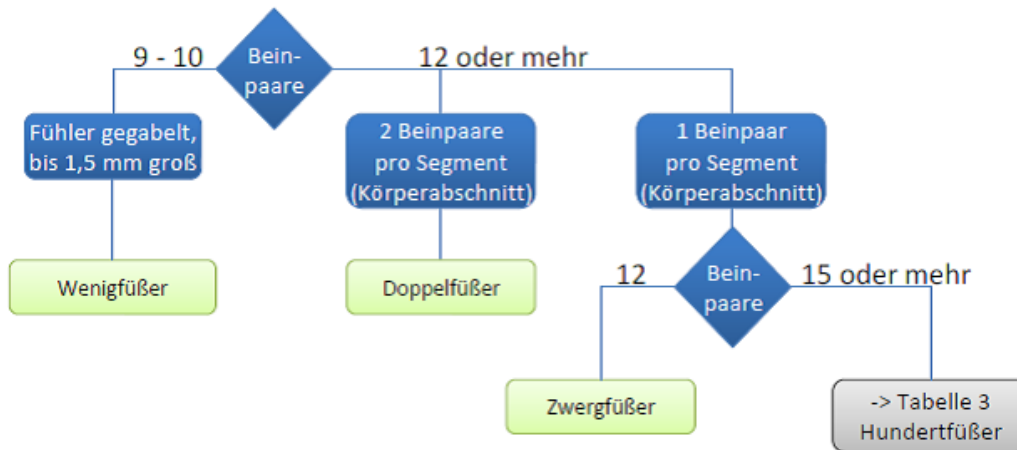 9 - 10
Bein-
paare
12 oder mehr
Fühler gegabelt,
bis 1,5 mm groß
2 Beinpaare
pro Segment
(Körperabschnitt)
1 Beinpaar
pro Segment
(Körperabschnitt)
Wenigfüßer
Doppelfüßer
12
Bein-
paare
15 oder mehr
Zwergfüßer
-> Tabelle 3
Hundertfüßer